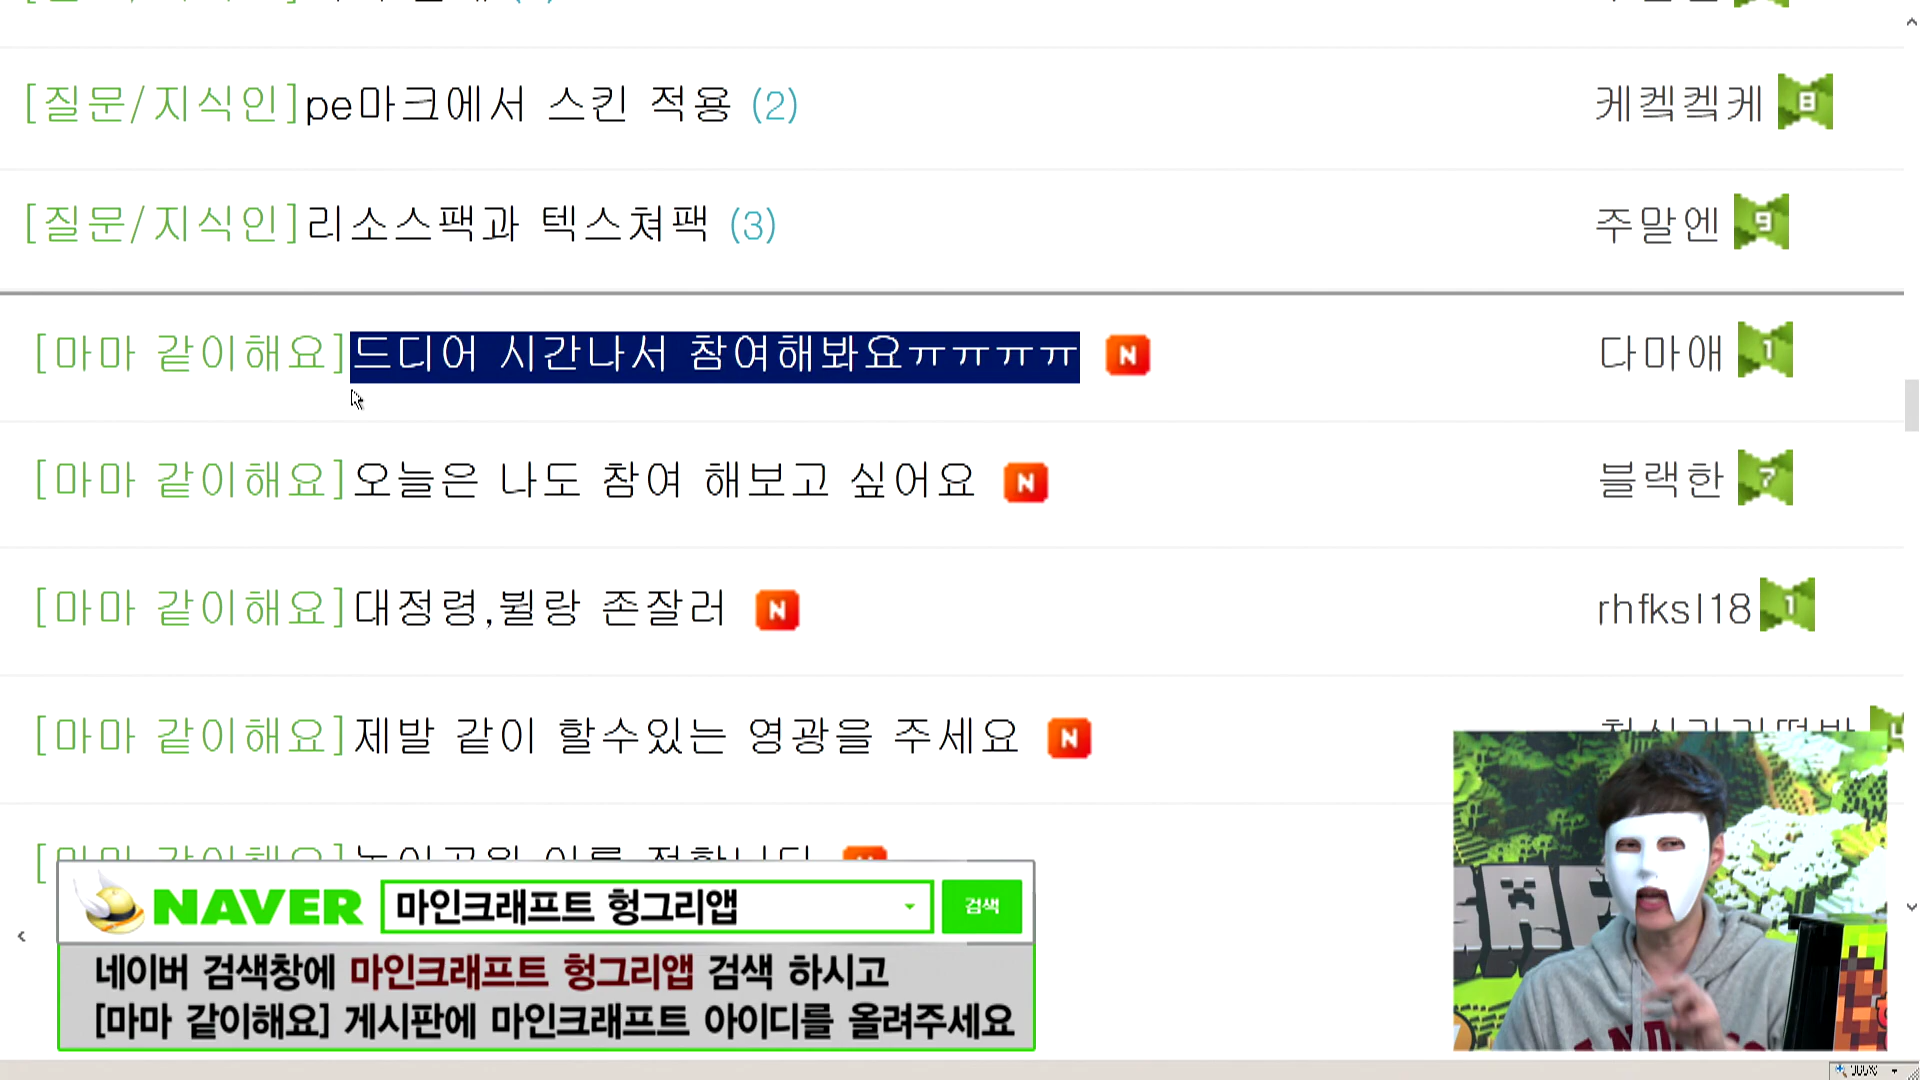 [질문/지식인]pe마크에서 스킨 적용 (2) 케켘켘케 8
[질문/지식인]리소스팩과 텍스쳐팩 (3) 주말엔 9
[마마 같이해요]드디어 시간나서 참여해봐요ㅠㅠㅠㅠ N 다마애 1
[마마 같이해요]오늘은 나도 참여 해보고 싶어요 N 블랙한 7
[마마 같이해요]대정령,뷜랑 존잘러 N rhfksl18 1
[마마 같이해요]제발 같이 할수있는 영광을 주세요 N
NAVER 마인크래프트 헝그리앱 검색
네이버 검색창에 마인크래프트 헝그리앱 검색 하시고
[마마 같이해요] 게시판에 마인크래프트 아이디를 올려주세요